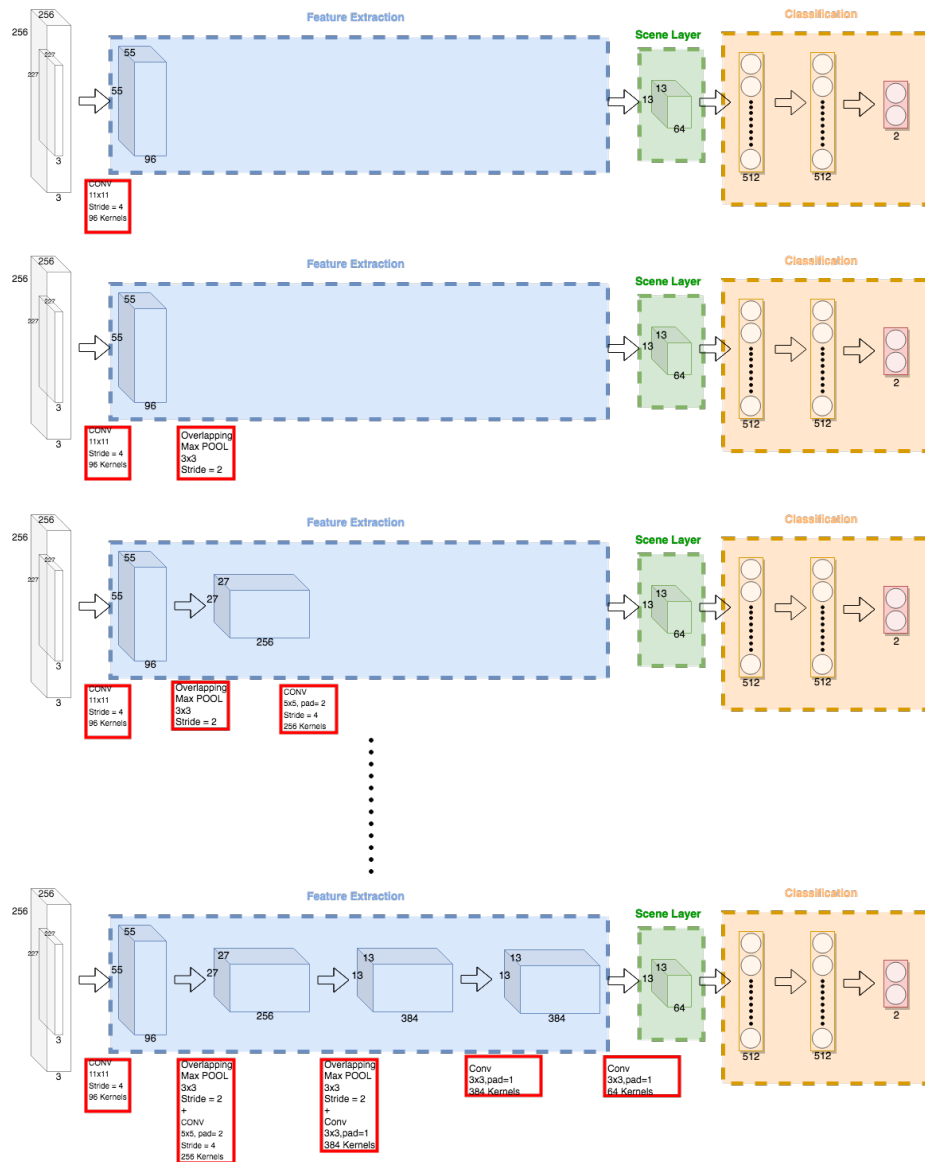 256
Feature Extraction
Classification
256
Scene Layer
227
227
55
55
13
13
3
96
64
2
3
512
512
CONV
11x11
Stride = 4
96 Kernels
Feature Extraction
Classification
256
256
Scene Layer
227
227
55
55
13
13
3
96
64
2
3
512
512
CONV
11x11
Stride = 4
96 Kernels
Overlapping
Max POOL
3x3
Stride = 2
Feature Extraction
Classification
256
256
Scene Layer
227
227
55
55
27
27
13
13
3
96
256
64
2
3
512
512
CONV
11x11
Stride = 4
96 Kernels
Overlapping
Max POOL
3x3
Stride = 2
CONV
5x5, pad= 2
Stride = 4
256 Kernels
Feature Extraction
Classification
256
256
Scene Layer
227
227
55
55
27
27
13
13
13
13
13
13
3
96
256
384
384
64
2
3
512
512
CONV
11x11
Stride = 4
96 Kernels
Overlapping
Max POOL
3x3
Stride = 2
+
CONV
5x5, pad= 2
Stride = 4
256 Kernels
Overlapping
Max POOL
3x3
Stride = 2
+
Conv
3x3,pad=1
384 Kernels
Conv
3x3,pad=1
384 Kernels
Conv
3x3,pad=1
64 Kernels